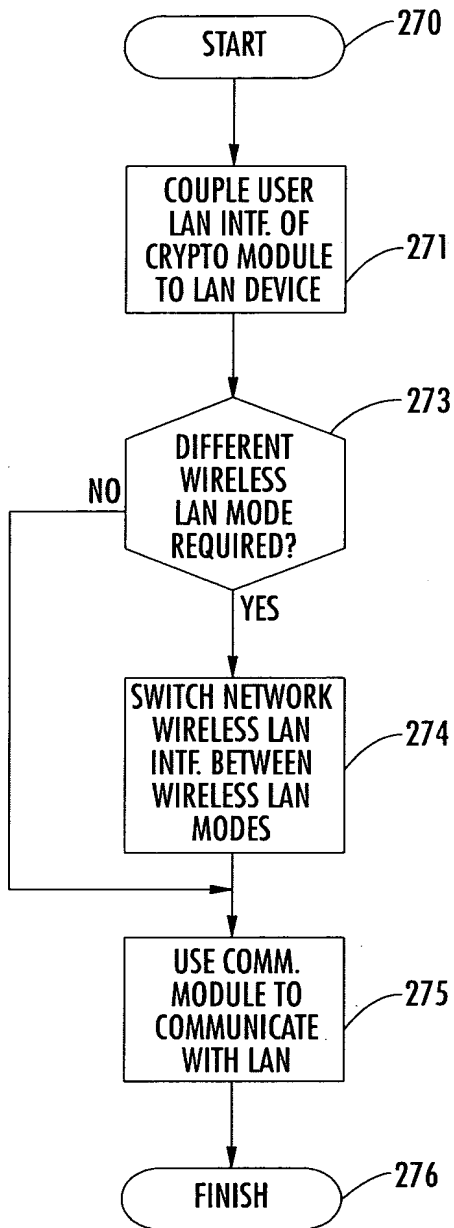 START
270
COUPLE USER
LAN INTF. OF
CRYPTO MODULE
TO LAN DEVICE
271
273
DIFFERENT
WIRELESS
LAN MODE
REQUIRED?
NO
YES
SWITCH NETWORK
WIRELESS LAN
INTF. BETWEEN
WIRELESS LAN
MODES
274
USE COMM.
MODULE TO
COMMUNICATE
WITH LAN
275
FINISH
276